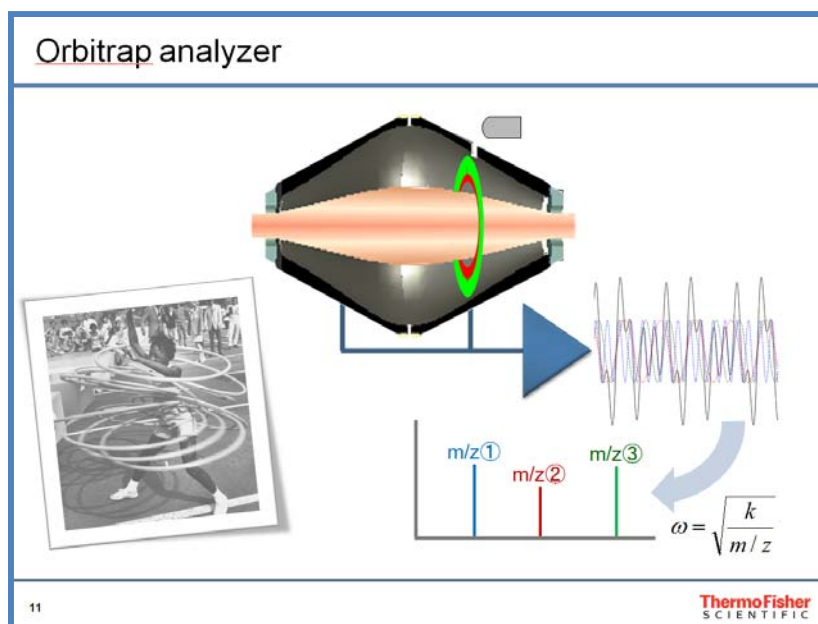 Orbitrap analyzer
m/z①
m/z②
m/z③
ω = √(k / m / z)
11
ThermoFisher
SCIENTIFIC